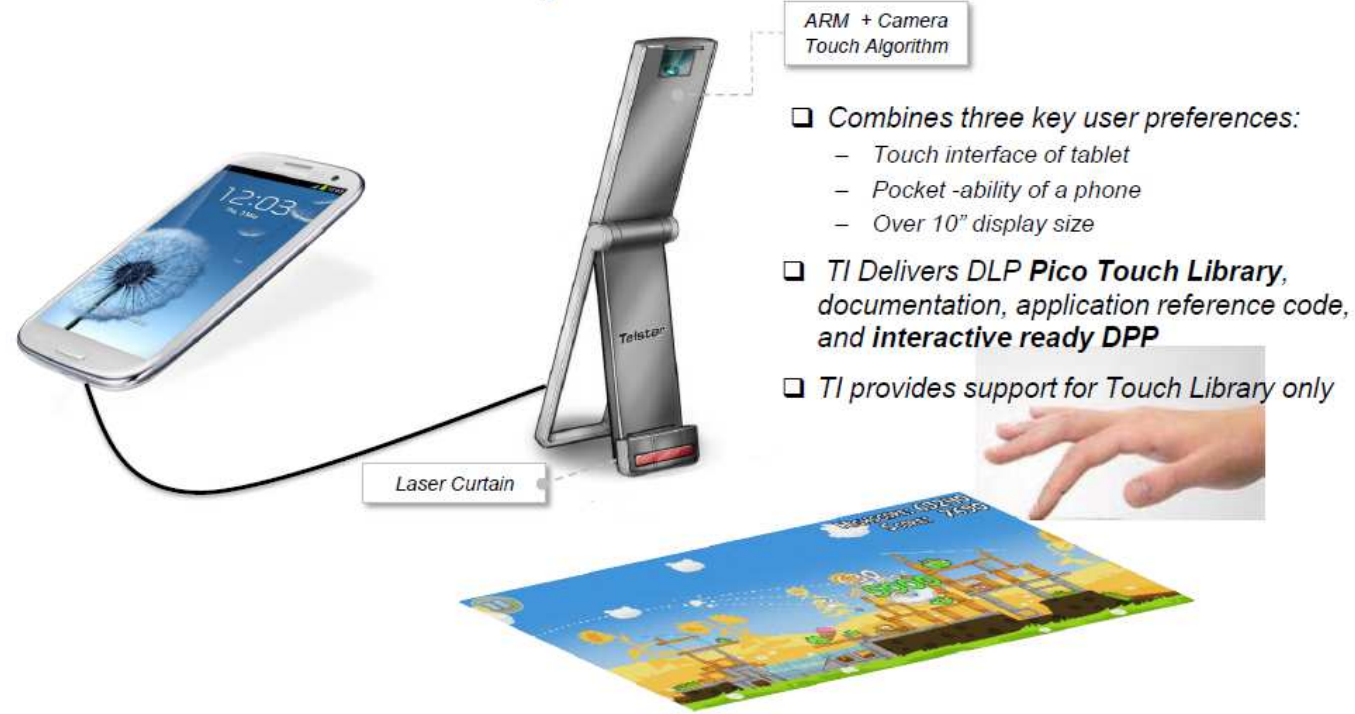 ARM + Camera
Touch Algorithm
❑ Combines three key user preferences:
– Touch interface of tablet
– Pocket -ability of a phone
– Over 10” display size
❑ TI Delivers DLP Pico Touch Library,
documentation, application reference code,
and interactive ready DPP
❑ TI provides support for Touch Library only
12:03
Telstar
Laser Curtain